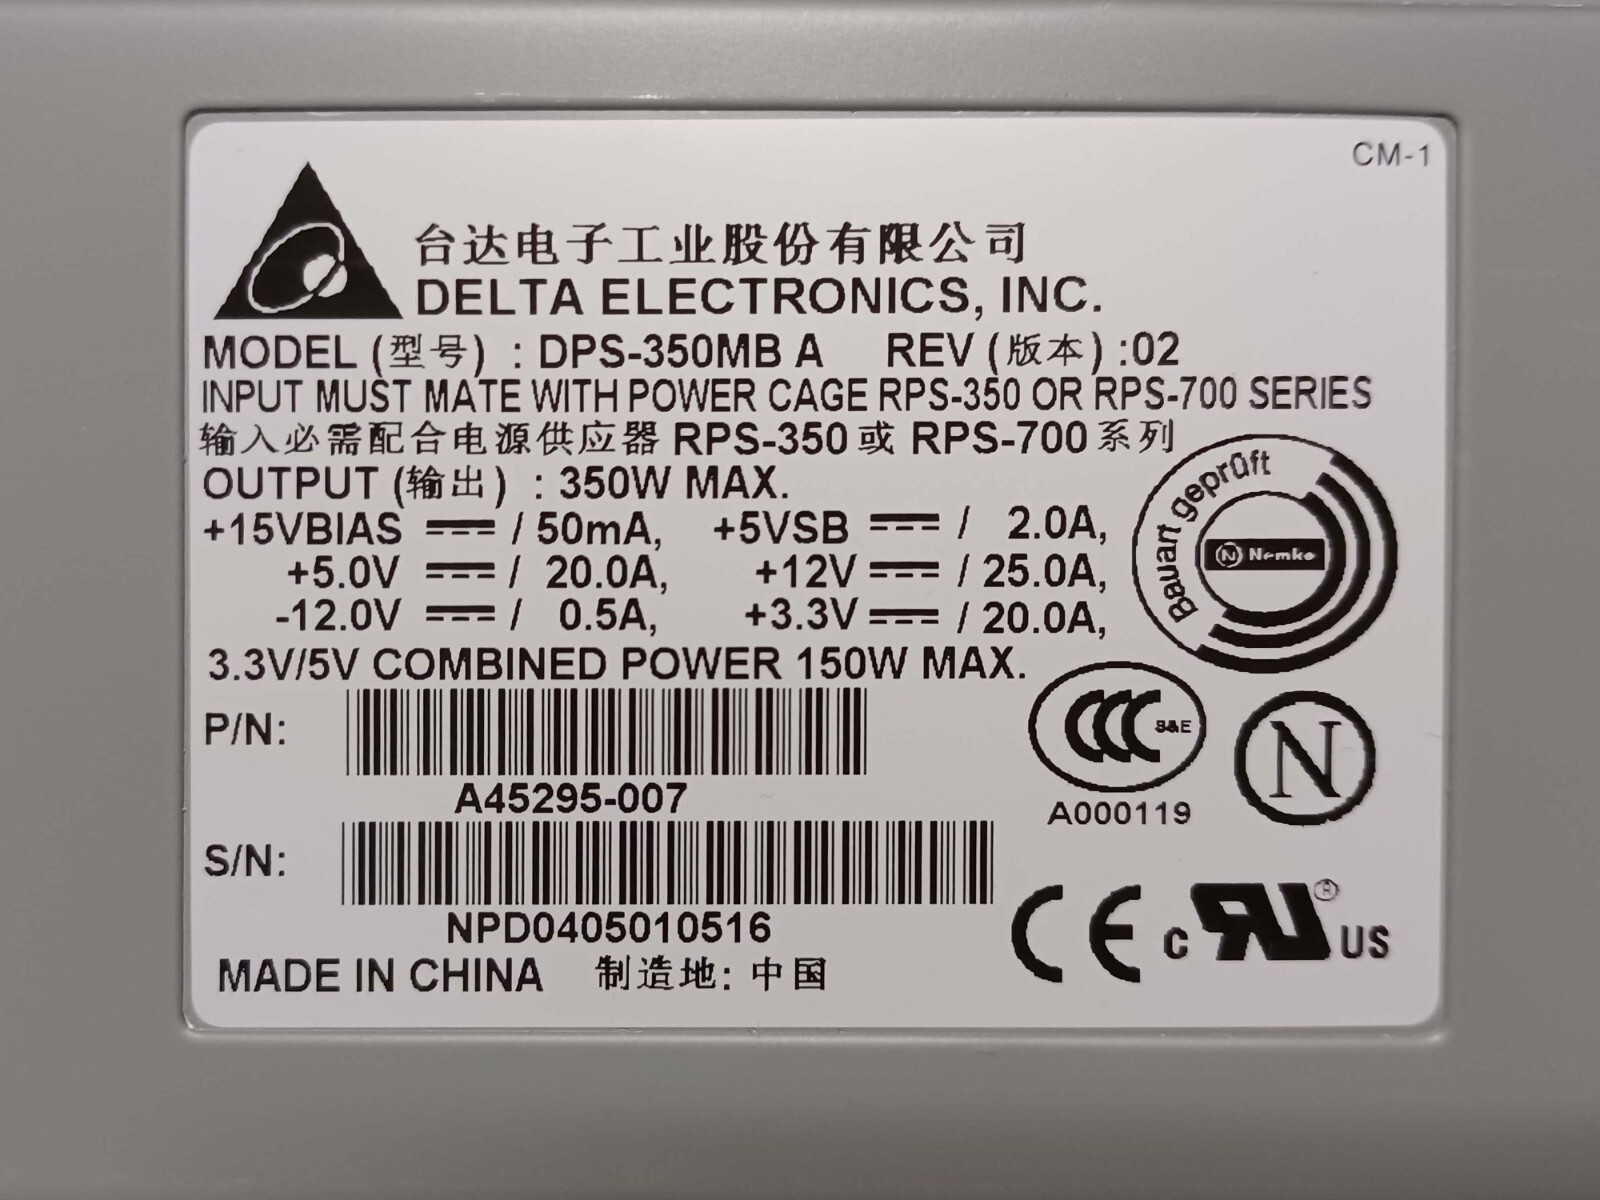 CM-1
台达电子工业股份有限公司
DELTA ELECTRONICS, INC.
MODEL (型号) : DPS-350MB A REV (版本) :02
INPUT MUST MATE WITH POWER CAGE RPS-350 OR RPS-700 SERIES
输入必需配合电源供应器 RPS-350 或 RPS-700 系列
OUTPUT (输出) : 350W MAX.
+15VBIAS ⎓ / 50mA, +5VSB ⎓ / 2.0A,
+5.0V ⎓ / 20.0A, +12V ⎓ / 25.0A,
-12.0V ⎓ / 0.5A, +3.3V ⎓ / 20.0A,
3.3V/5V COMBINED POWER 150W MAX.
Bauart geprüft
N Nemko
P/N:
A45295-007
CCC S&E
A000119
N
S/N:
NPD0405010516
CE c RU ® US
MADE IN CHINA 制造地: 中国